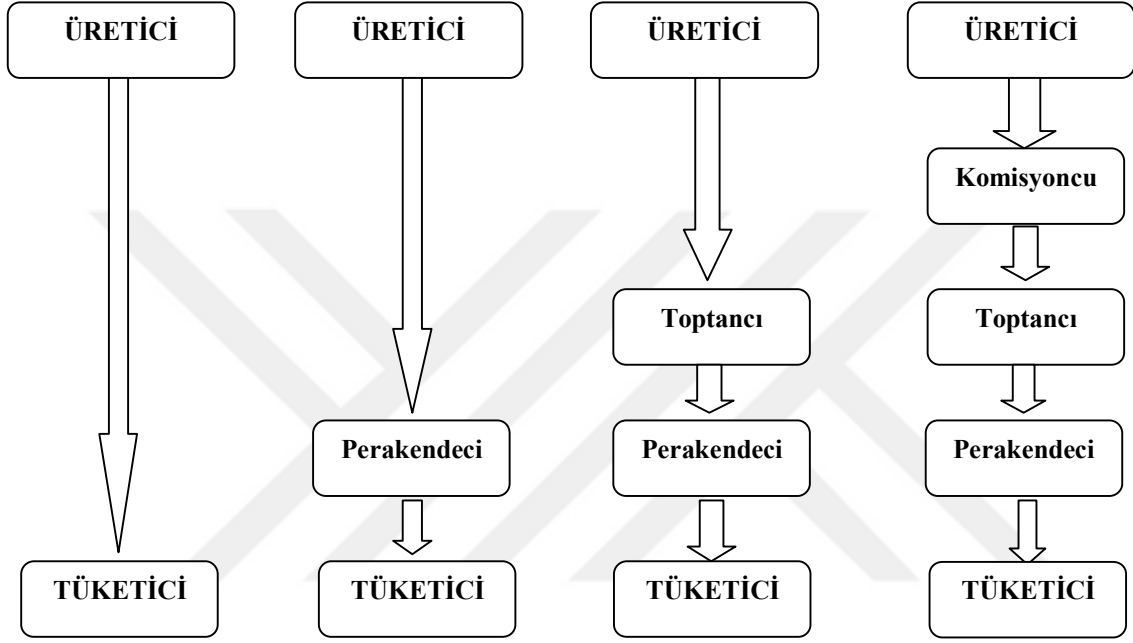 ÜRETİCİ ÜRETİCİ ÜRETİCİ ÜRETİCİ
Komisyoncu
Toptancı Toptancı
Perakendeci Perakendeci Perakendeci
TÜKETİCİ TÜKETİCİ TÜKETİCİ TÜKETİCİ